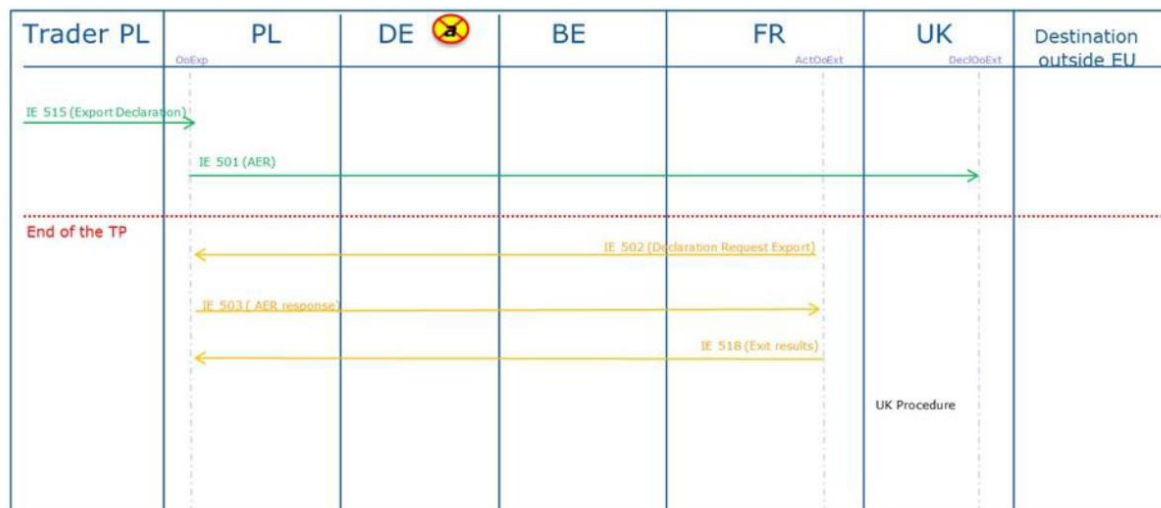 Trader PL
PL
DE
a
BE
FR
UK
Destination
outside EU
OoExp
ActOoExt
DeclOoExt
IE 515 (Export Declaration)
IE 501 (AER)
End of the TP
IE 502 (Declaration Request Export)
IE 503 ( AER response)
IE 518 (Exit results)
UK Procedure